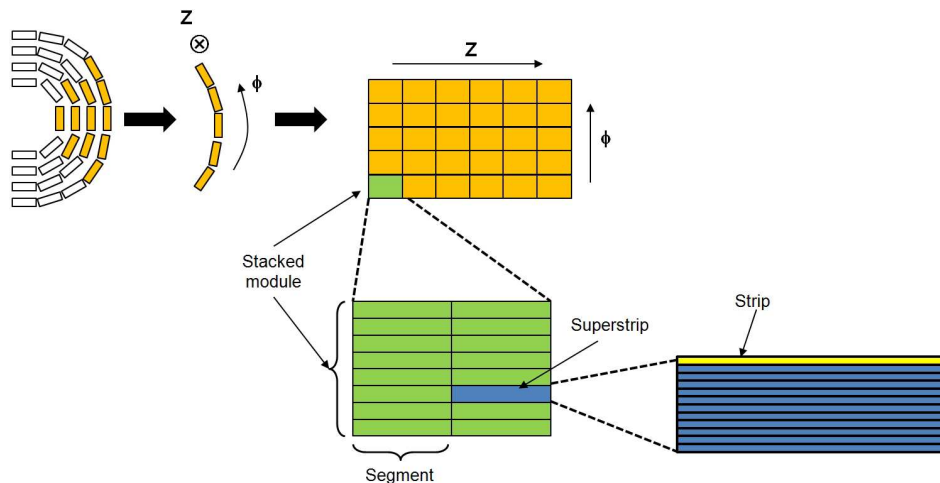 Z
ϕ
Z
ϕ
Stacked
module
Superstrip
Strip
Segment